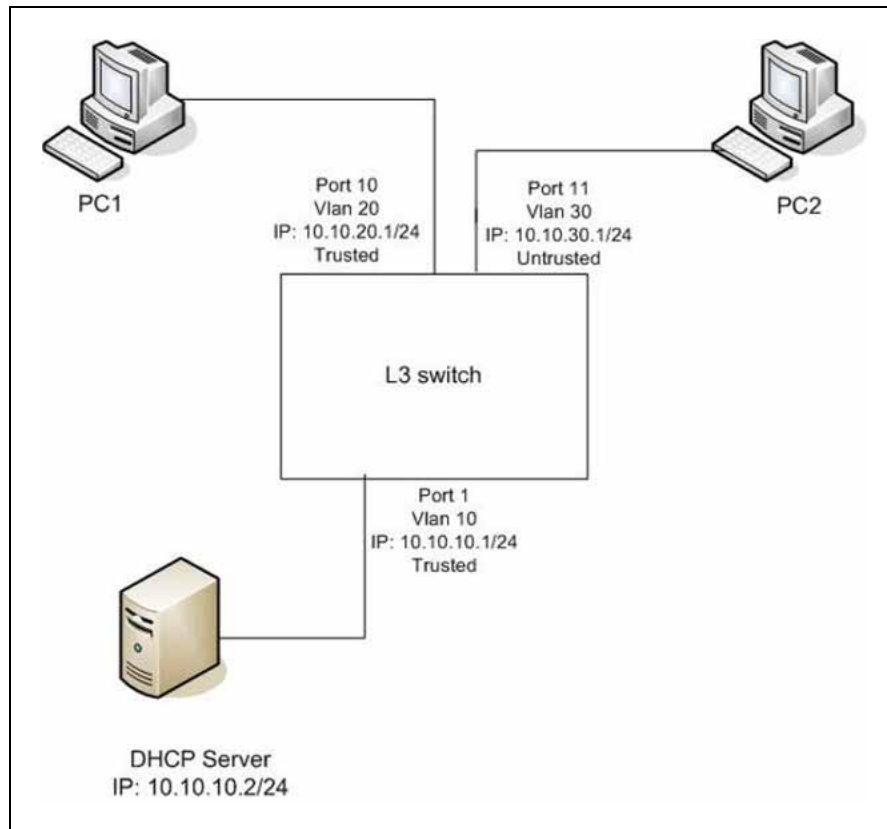 PC1
Port 10
Vlan 20
IP: 10.10.20.1/24
Trusted
Port 11
Vlan 30
IP: 10.10.30.1/24
Untrusted
PC2
L3 switch
Port 1
Vlan 10
IP: 10.10.10.1/24
Trusted
DHCP Server
IP: 10.10.10.2/24